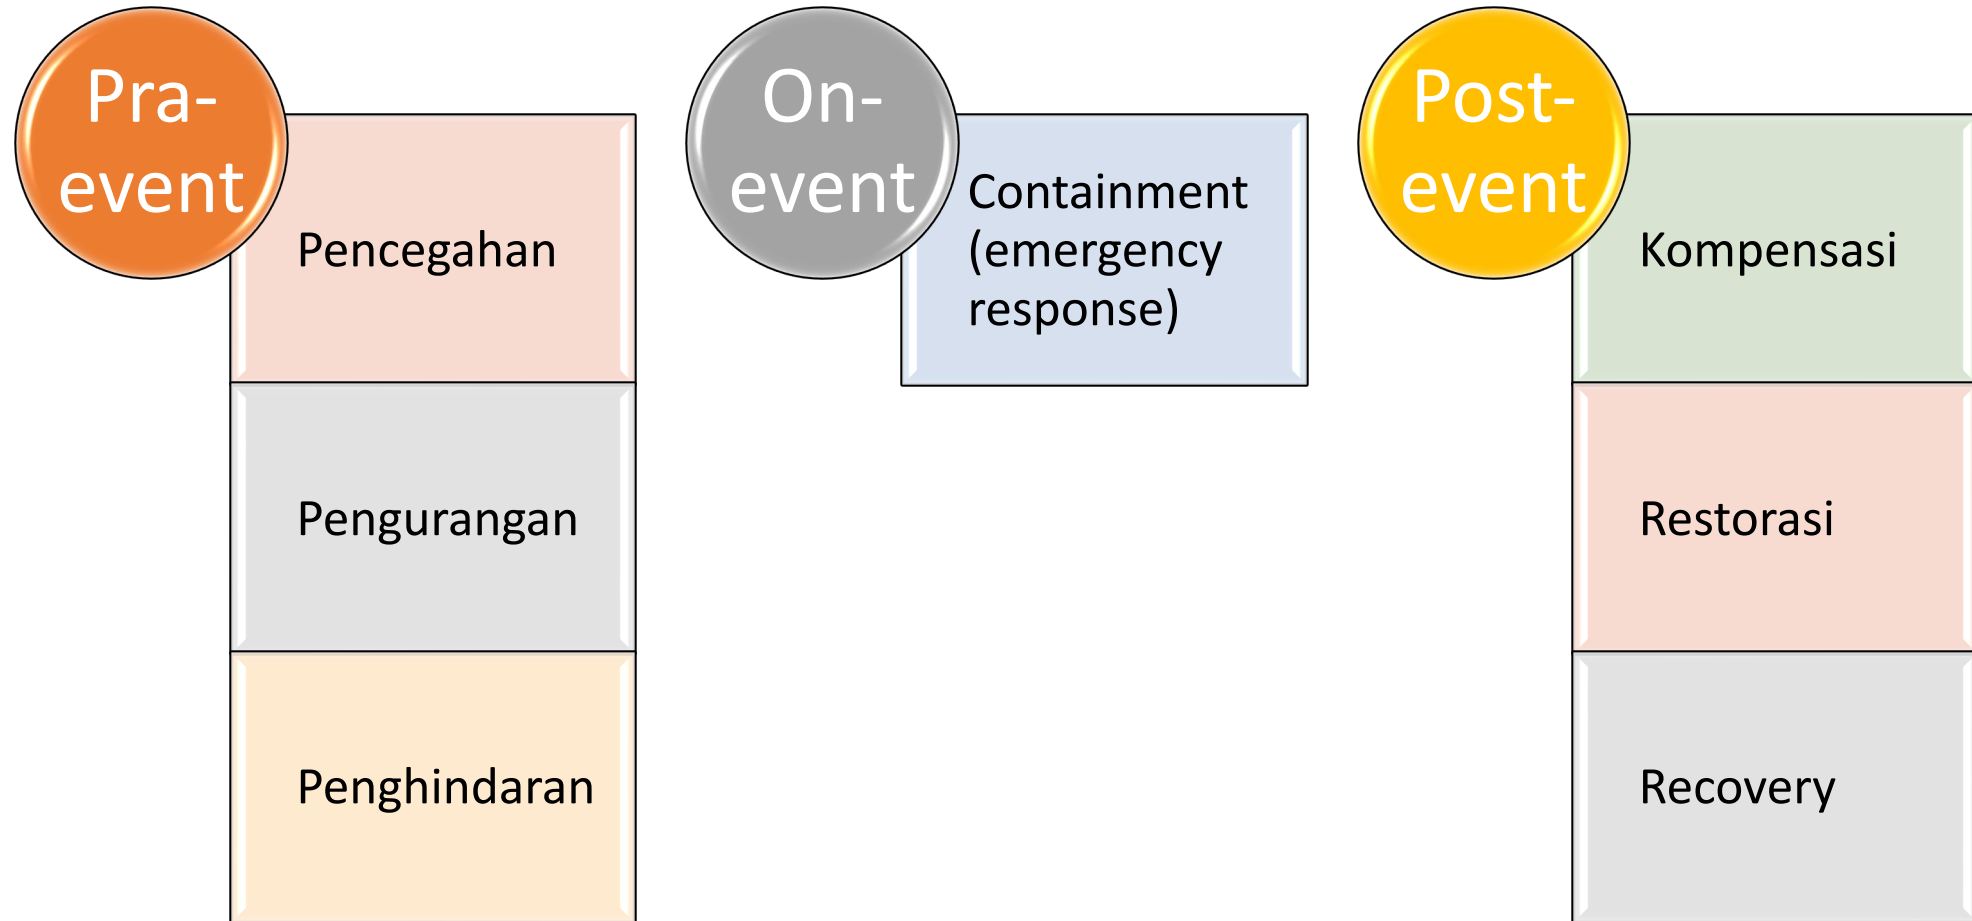 Pra-
event
Pencegahan
Pengurangan
Penghindaran
On-
event
Containment
(emergency
response)
Post-
event
Kompensasi
Restorasi
Recovery